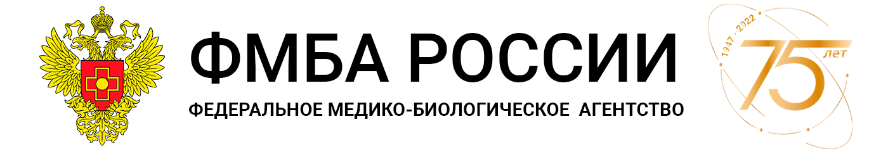 ФМБА РОССИИ
ФЕДЕРАЛЬНОЕ МЕДИКО-БИОЛОГИЧЕСКОЕ АГЕНТСТВО
1947 - 2022
75 лет